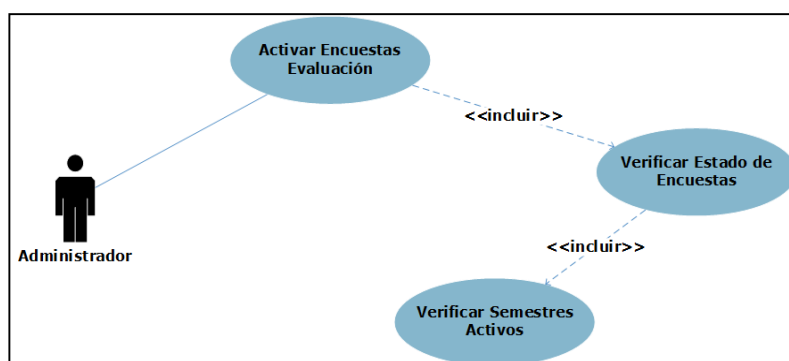 Activar Encuestas
Evaluación
<<incluir>>
Verificar Estado de
Encuestas
Administrador
<<incluir>>
Verificar Semestres
Activos